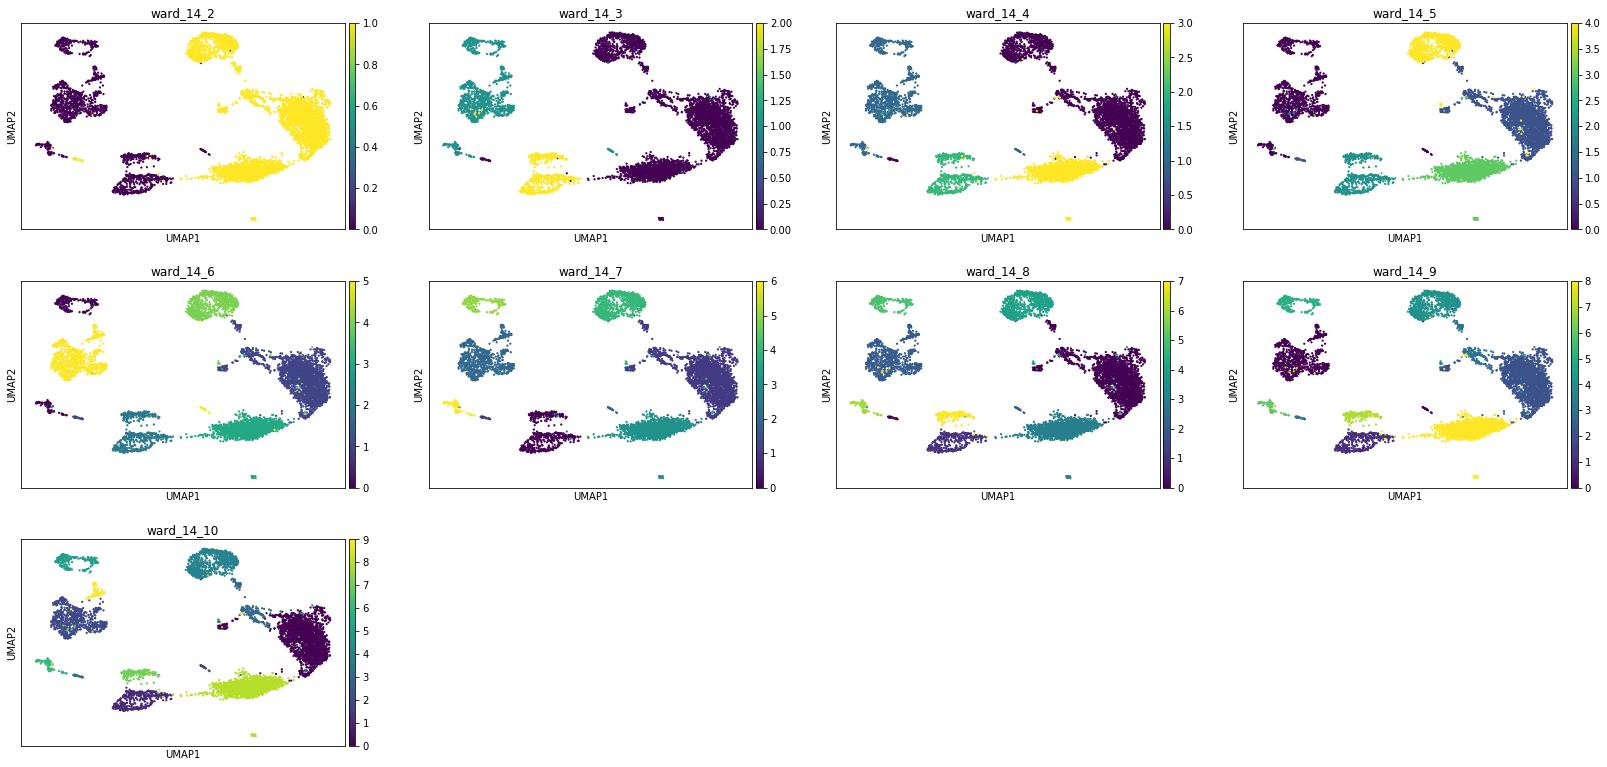 ward_14_2
1.0
0.8
0.6
0.4
0.2
0.0
UMAP2
UMAP1
ward_14_3
2.00
1.75
1.50
1.25
1.00
0.75
0.50
0.25
0.00
UMAP2
UMAP1
ward_14_4
3.0
2.5
2.0
1.5
1.0
0.5
0.0
UMAP2
UMAP1
ward_14_5
4.0
3.5
3.0
2.5
2.0
1.5
1.0
0.5
0.0
UMAP2
UMAP1
ward_14_6
5
4
3
2
1
0
UMAP2
UMAP1
ward_14_7
6
5
4
3
2
1
0
UMAP2
UMAP1
ward_14_8
7
6
5
4
3
2
1
0
UMAP2
UMAP1
ward_14_9
8
7
6
5
4
3
2
1
0
UMAP2
UMAP1
ward_14_10
9
8
7
6
5
4
3
2
1
0
UMAP2
UMAP1